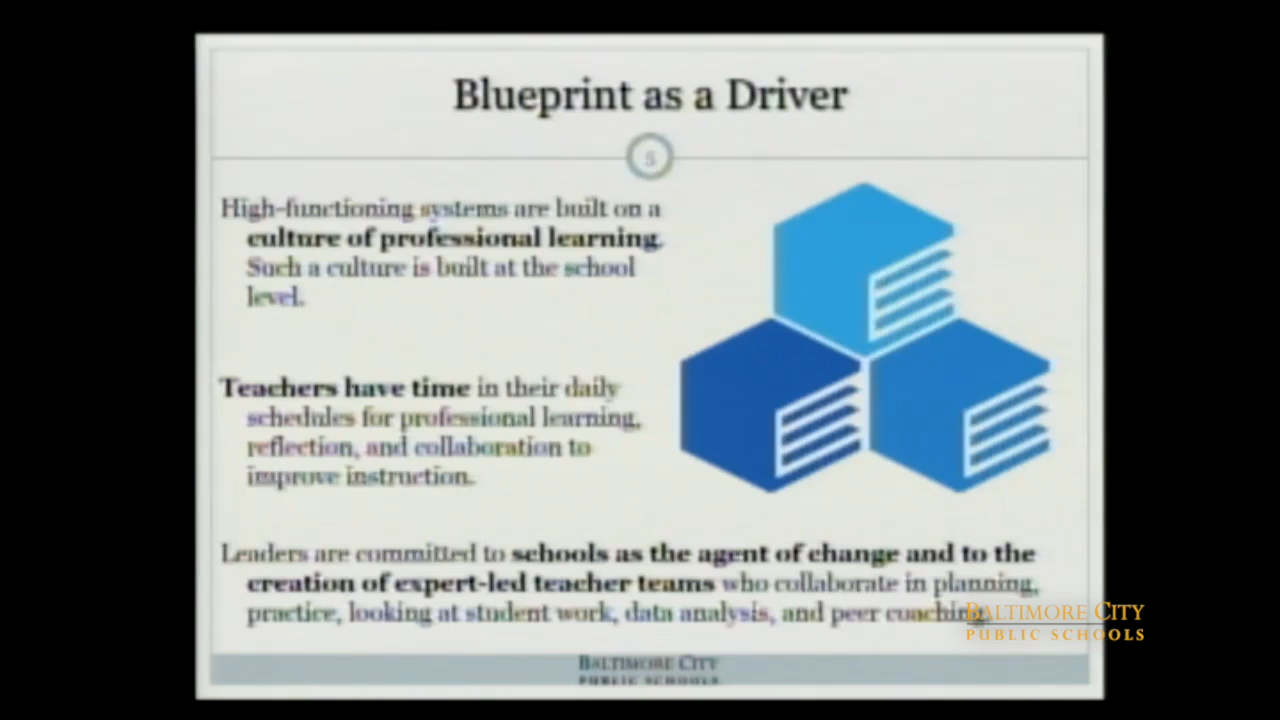 Blueprint as a Driver
5
High-functioning systems are built on a
culture of professional learning.
Such a culture is built at the school
level.
Teachers have time in their daily
schedules for professional learning,
reflection, and collaboration to
improve instruction.
Leaders are committed to schools as the agent of change and to the
creation of expert-led teacher teams who collaborate in planning,
practice, looking at student work, data analysis, and peer coaching.
BALTIMORE CITY
PUBLIC SCHOOLS
BALTIMORE CITY
PUBLIC SCHOOLS